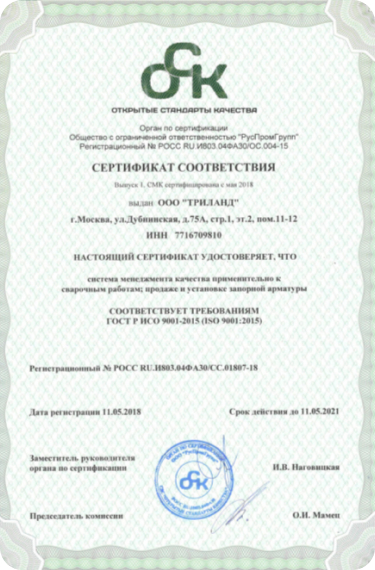 ОСК
ОТКРЫТЫЕ СТАНДАРТЫ КАЧЕСТВА
Орган по сертификации
Общество с ограниченной ответственностью "РусПромГрупп"
Регистрационный № РОСС RU.И803.04ФА30/ОС.004-15
СЕРТИФИКАТ СООТВЕТСТВИЯ
Выпуск 1. СМК сертифицирована с мая 2018
выдан ООО "ТРИЛАНД"
г.Москва, ул.Дубнинская, д.75А, стр.1, эт.2, пом.11-12
ИНН 7716709810
НАСТОЯЩИЙ СЕРТИФИКАТ УДОСТОВЕРЯЕТ, ЧТО
система менеджмента качества применительно к
сварочным работам; продаже и установке запорной арматуры
СООТВЕТСТВУЕТ ТРЕБОВАНИЯМ
ГОСТ Р ИСО 9001-2015 (ISO 9001:2015)
Регистрационный № РОСС RU.И803.04ФА30/СС.01807-18
Дата регистрации 11.05.2018
Срок действия до 11.05.2021
Заместитель руководителя
органа по сертификации
И.В. Наговицкая
ОСК
Председатель комиссии
О.И. Мамец